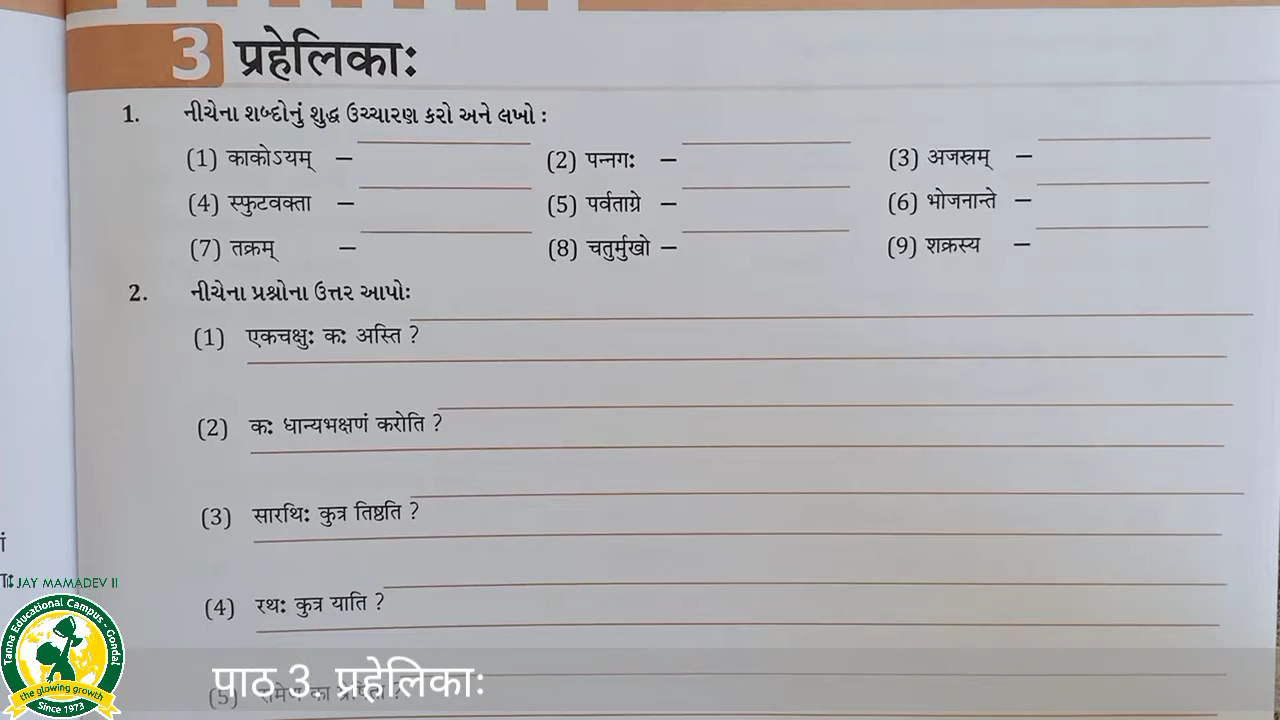 3 प्रहेलिकाः
1. નીચેના શબ્દોનું શુદ્ધ ઉચ્ચારણ કરો અને લખો :
(1) काकोऽयम् – (2) पन्नगः – (3) अजस्रम् –
(4) स्फुटवक्ता – (5) पर्वताग्रे – (6) भोजनान्ते –
(7) तक्रम् – (8) चतुर्मुखो – (9) शक्रस्य –
2. નીચેના પ્રશ્નોના ઉત્તર આપોઃ
(1) एकचक्षुः कः अस्ति ?
(2) कः धान्यभक्षणं करोति ?
(3) सारथिः कुत्र तिष्ठति ?
(4) रथः कुत्र याति ?
JAY MAMADEV II
Tanna Educational Campus - Gondal
the glowing growth
Since 1973
पाठ 3. प्रहेलिकाः
(5) का ?